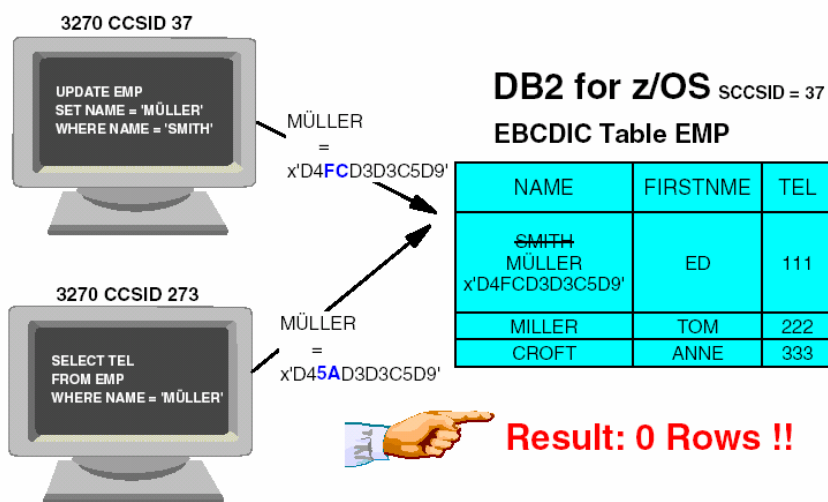 3270 CCSID 37
UPDATE EMP
SET NAME = 'MÜLLER'
WHERE NAME = 'SMITH'
MÜLLER
=
x'D4FCD3D3C5D9'
3270 CCSID 273
SELECT TEL
FROM EMP
WHERE NAME = 'MÜLLER'
MÜLLER
=
x'D45AD3D3C5D9'
DB2 for z/OS SCCSID = 37
EBCDIC Table EMP
NAME FIRSTNME TEL
SMITH
MÜLLER ED 111
x'D4FCD3D3C5D9'
MILLER TOM 222
CROFT ANNE 333
Result: 0 Rows !!